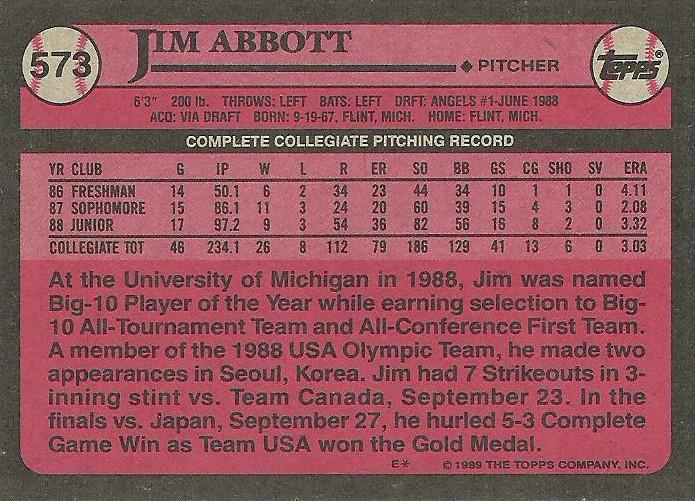 573
JIM ABBOTT
◆ PITCHER
TOPPS®
6'3" 200 lb. THROWS: LEFT BATS: LEFT DRFT: ANGELS #1-JUNE 1988
ACQ: VIA DRAFT BORN: 9-19-67, FLINT, MICH. HOME: FLINT, MICH.
COMPLETE COLLEGIATE PITCHING RECORD
YR CLUB G IP W L R ER SO BB GS CG SHO SV ERA
86 FRESHMAN 14 50.1 6 2 34 23 44 34 10 1 1 0 4.11
87 SOPHOMORE 15 86.1 11 3 24 20 60 39 15 4 3 0 2.08
88 JUNIOR 17 97.2 9 3 54 36 82 56 16 8 2 0 3.32
COLLEGIATE TOT 46 234.1 26 8 112 79 186 129 41 13 6 0 3.03
At the University of Michigan in 1988, Jim was named
Big-10 Player of the Year while earning selection to Big-
10 All-Tournament Team and All-Conference First Team.
A member of the 1988 USA Olympic Team, he made two
appearances in Seoul, Korea. Jim had 7 Strikeouts in 3-
inning stint vs. Team Canada, September 23. In the
finals vs. Japan, September 27, he hurled 5-3 Complete
Game Win as Team USA won the Gold Medal.
E* © 1989 THE TOPPS COMPANY, INC.